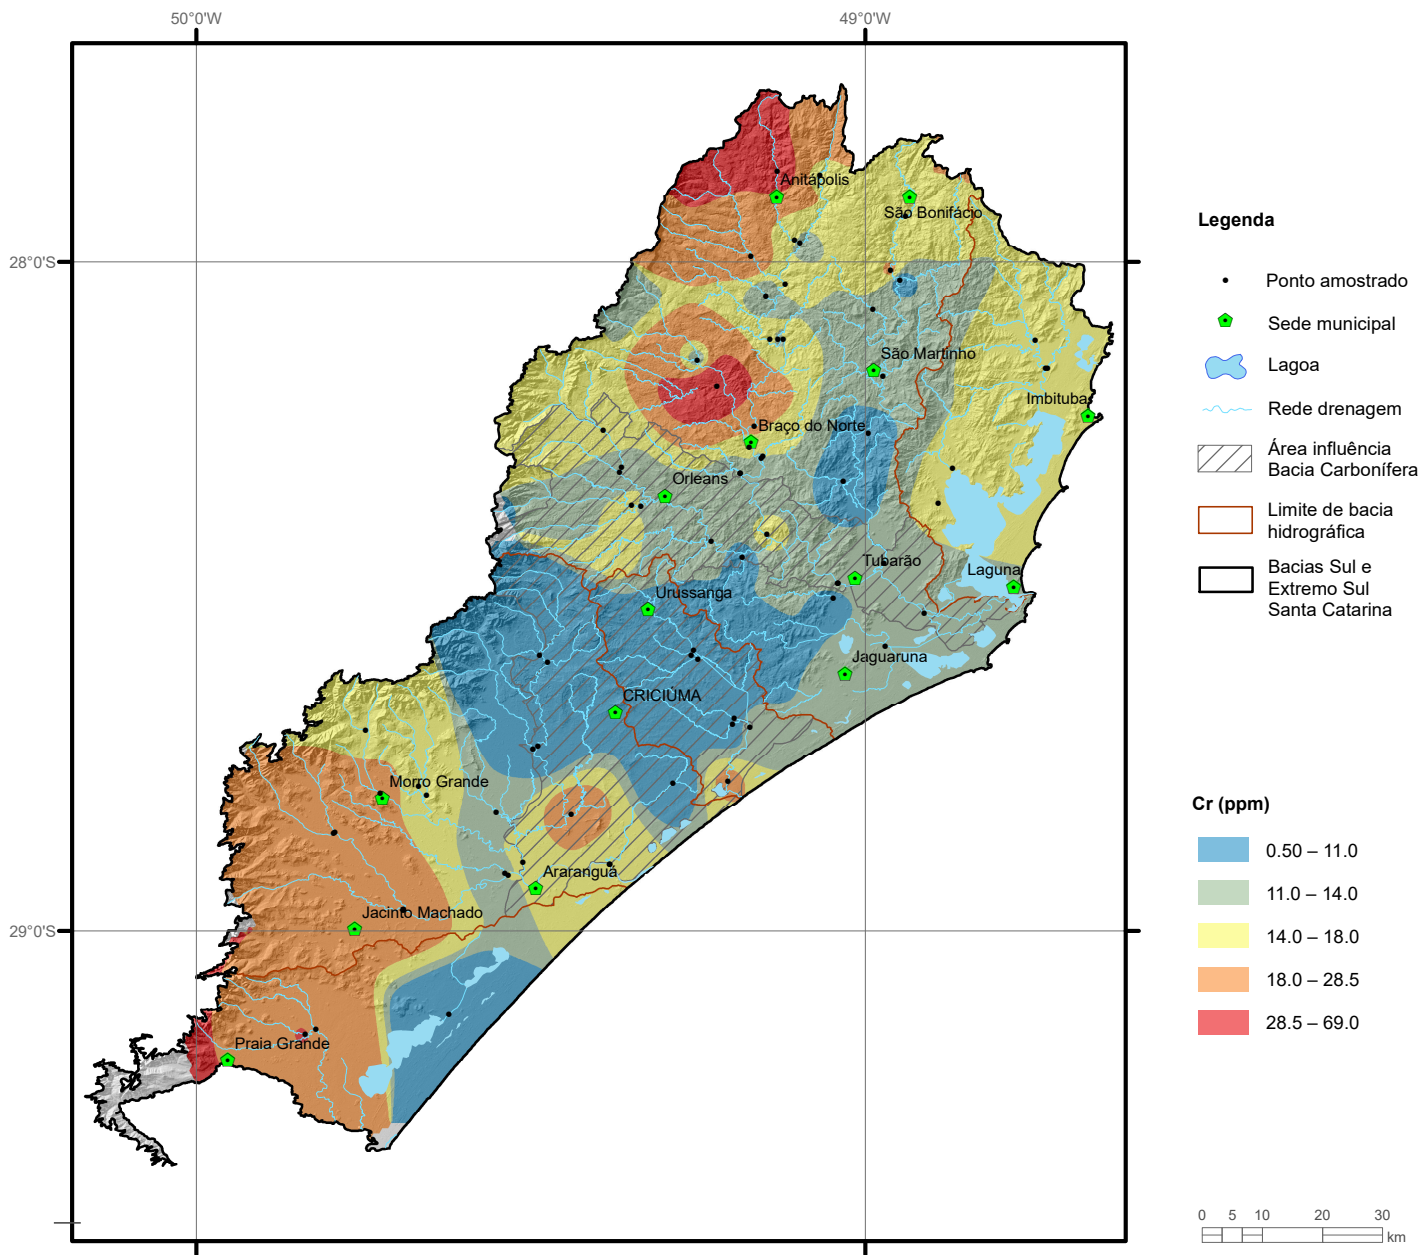 50°0'W
49°0'W
28°0'S
29°0'S
Anitápolis
São Bonifácio
São Martinho
Imbituba
Braço do Norte
Orleans
Tubarão
Laguna
Urussanga
Jaguaruna
CRICIÚMA
Morro Grande
Araranguá
Jacinto Machado
Praia Grande
Legenda
Ponto amostrado
Sede municipal
Lagoa
Rede drenagem
Área influência
Bacia Carbonífera
Limite de bacia
hidrográfica
Bacias Sul e
Extremo Sul
Santa Catarina
Cr (ppm)
0.50 – 11.0
11.0 – 14.0
14.0 – 18.0
18.0 – 28.5
28.5 – 69.0
0 5 10 20 30
km